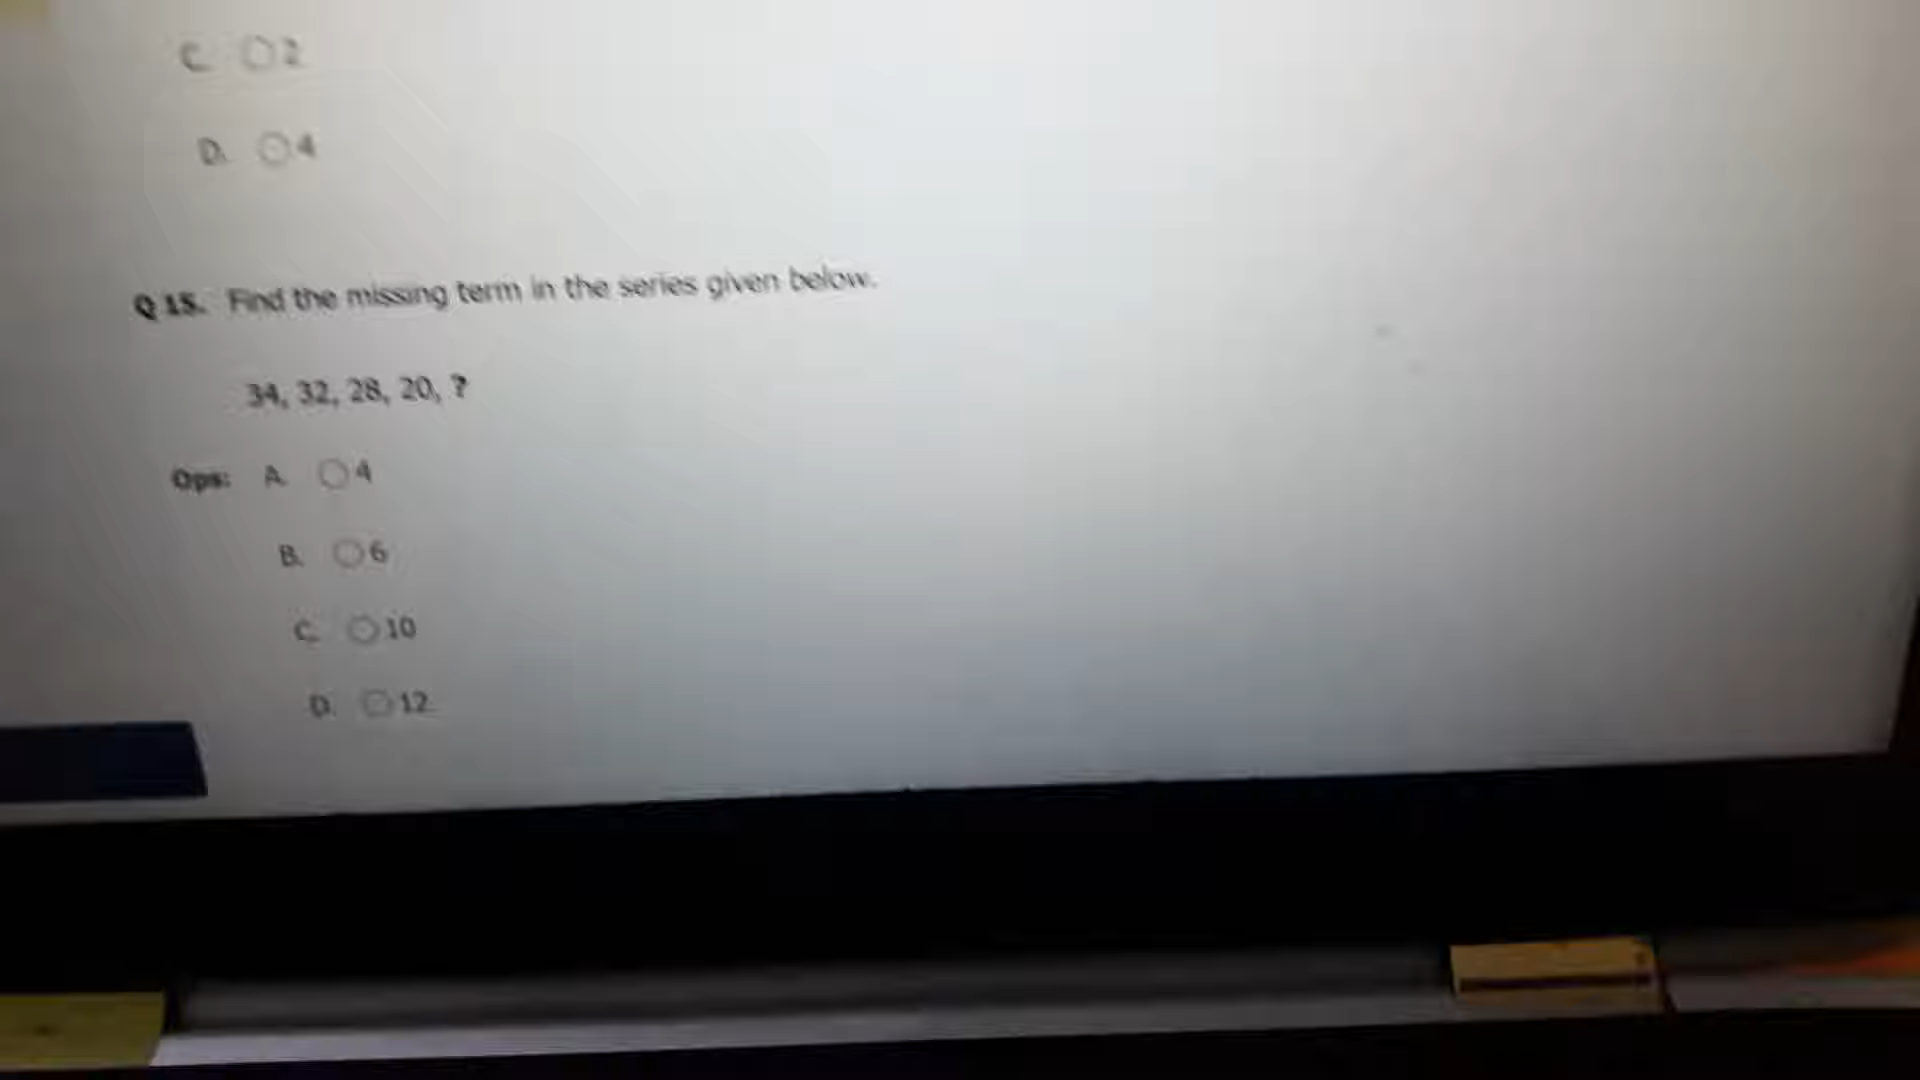 C. 2
D. 4
Q 15. Find the missing term in the series given below.
34, 32, 28, 20, ?
Ops: A. 4
B. 6
C. 10
D. 12